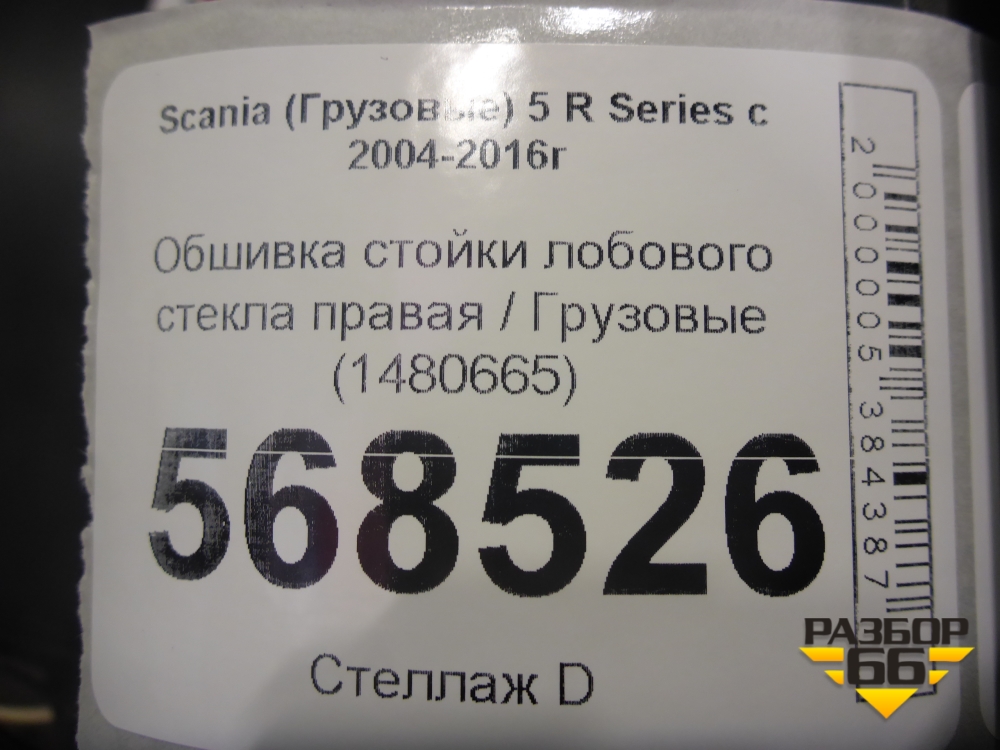 Scania (Грузовые) 5 R Series с
2004-2016г
Обшивка стойки лобового
стекла правая / Грузовые
(1480665)
568526
Стеллаж D
2000005384387
РАЗБОР
66